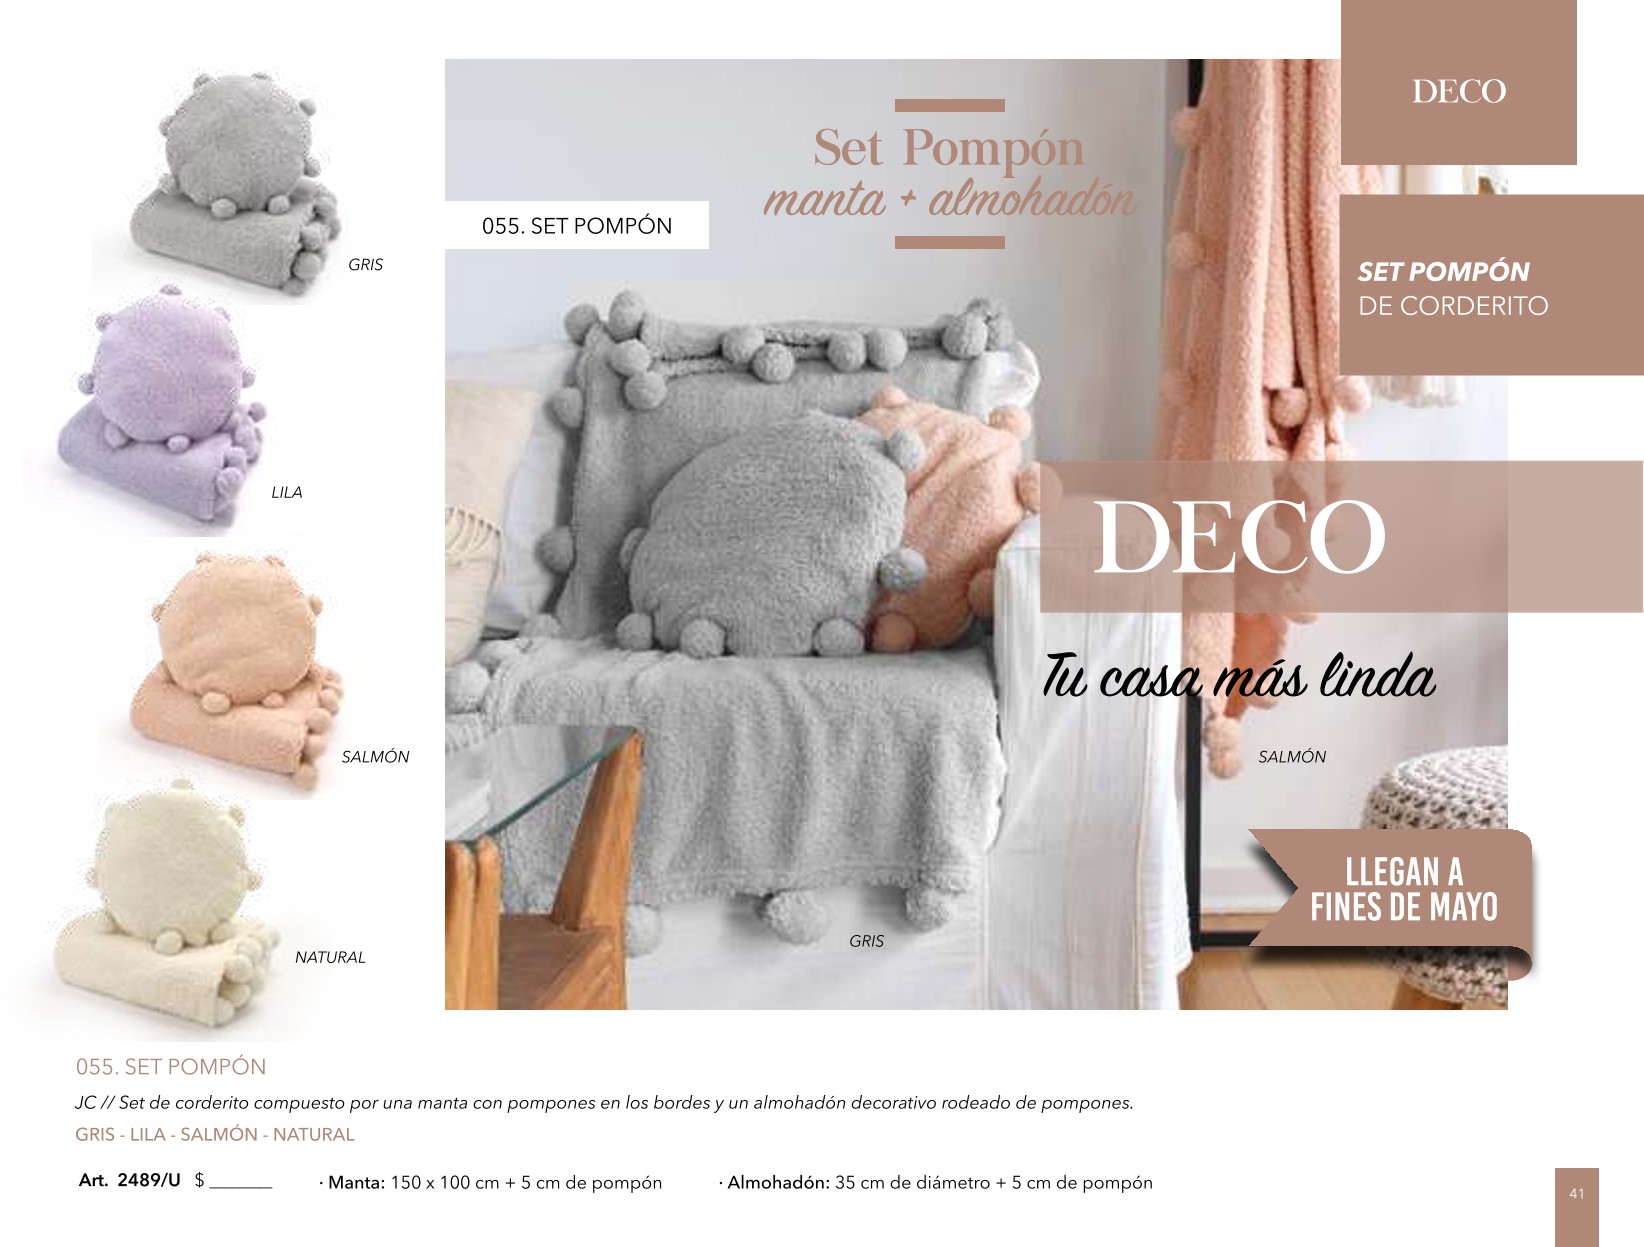 DECO
Set Pompón
manta + almohadón
055. SET POMPÓN
SET POMPÓN
DE CORDERITO
GRIS
LILA
SALMÓN
NATURAL
DECO
Tu casa más linda
SALMÓN
LLEGAN A
FINES DE MAYO
GRIS
055. SET POMPÓN
JC // Set de corderito compuesto por una manta con pompones en los bordes y un almohadón decorativo rodeado de pompones.
GRIS - LILA - SALMÓN - NATURAL
Art. 2489/U $ _______ · Manta: 150 x 100 cm + 5 cm de pompón · Almohadón: 35 cm de diámetro + 5 cm de pompón
41